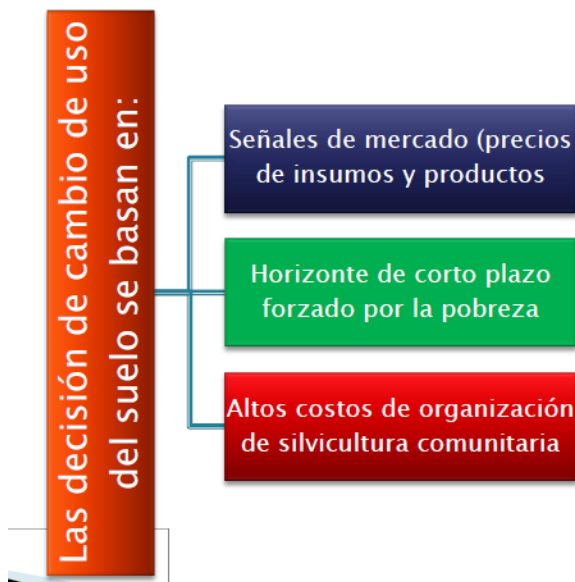 Las decisión de cambio de uso
del suelo se basan en:
Señales de mercado (precios
de insumos y productos
Horizonte de corto plazo
forzado por la pobreza
Altos costos de organización
de silvicultura comunitaria